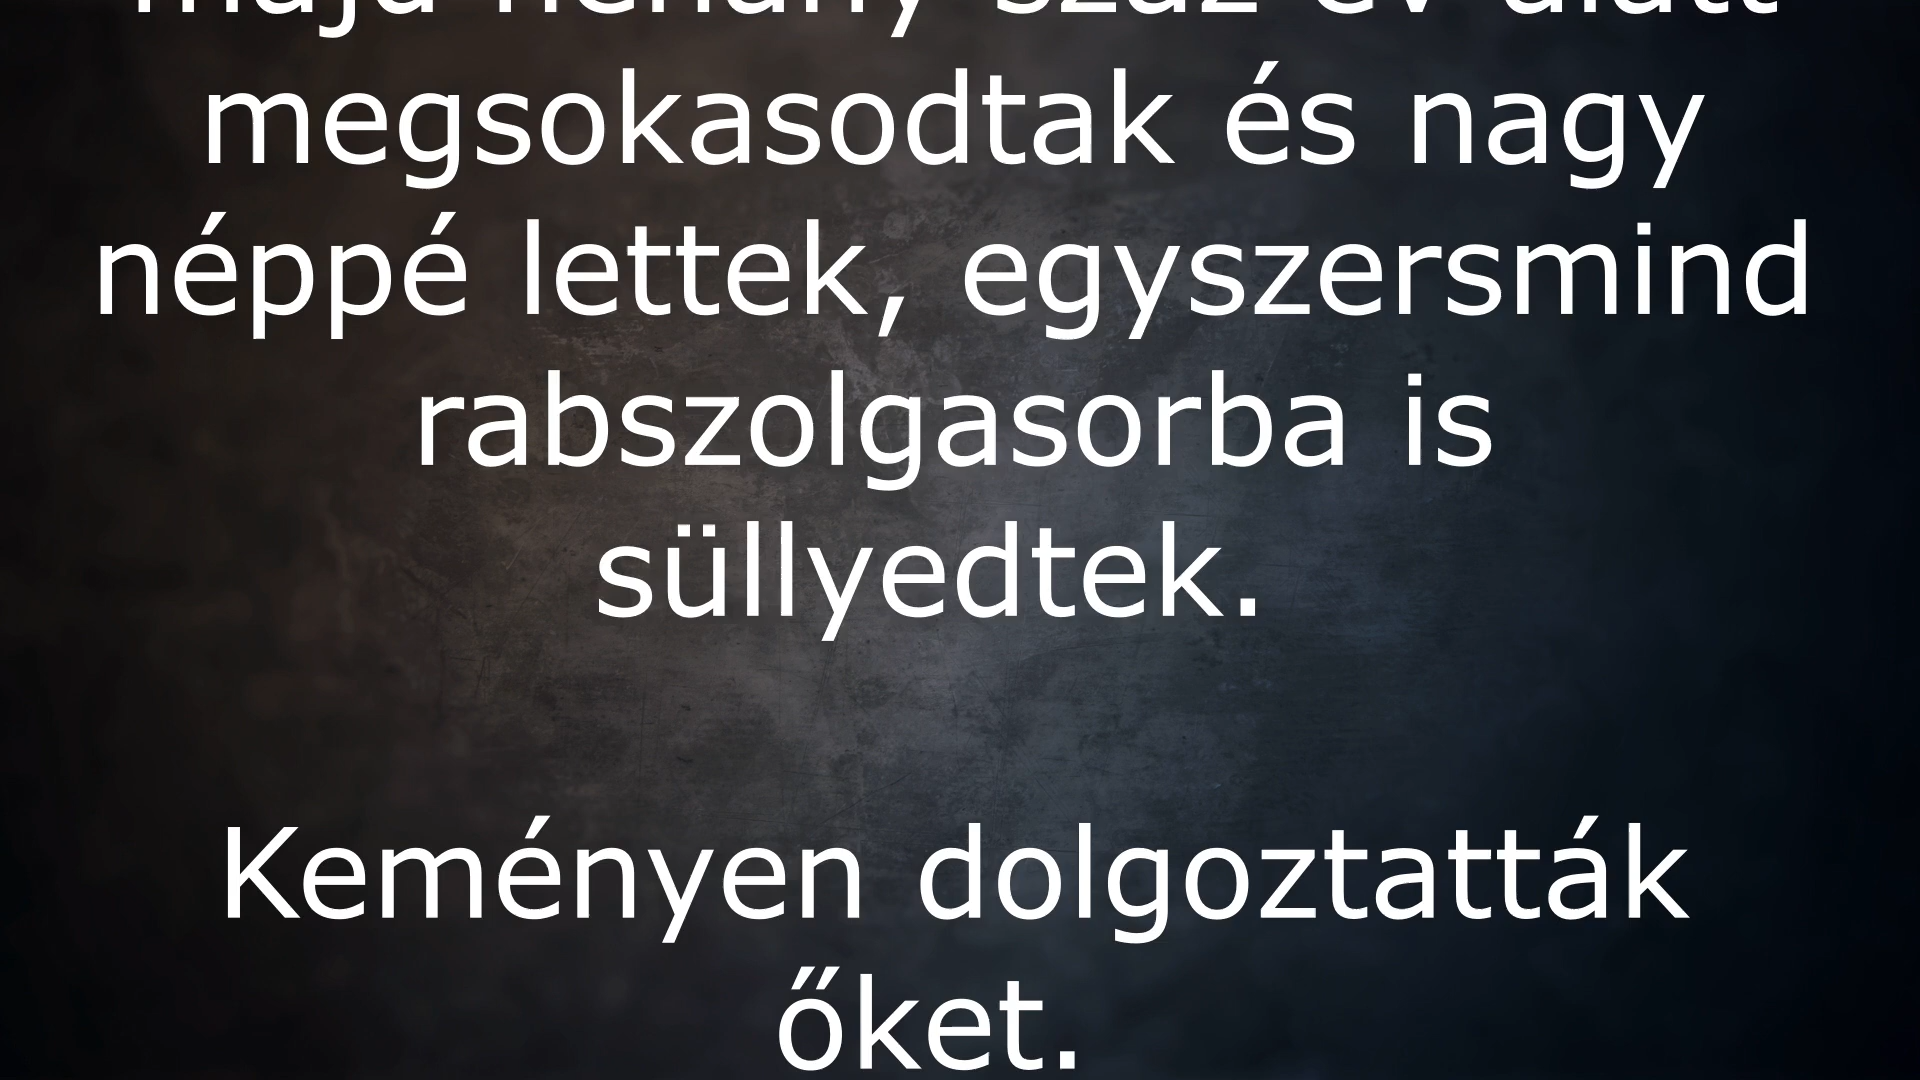 majd néhány száz év alatt
megsokasodtak és nagy
néppé lettek, egyszersmind
rabszolgasorba is
süllyedtek.
Keményen dolgoztatták
őket.